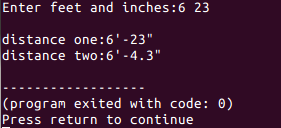 Enter feet and inches:6 23
distance one:6'-23"
distance two:6'-4.3"
------------------
(program exited with code: 0)
Press return to continue